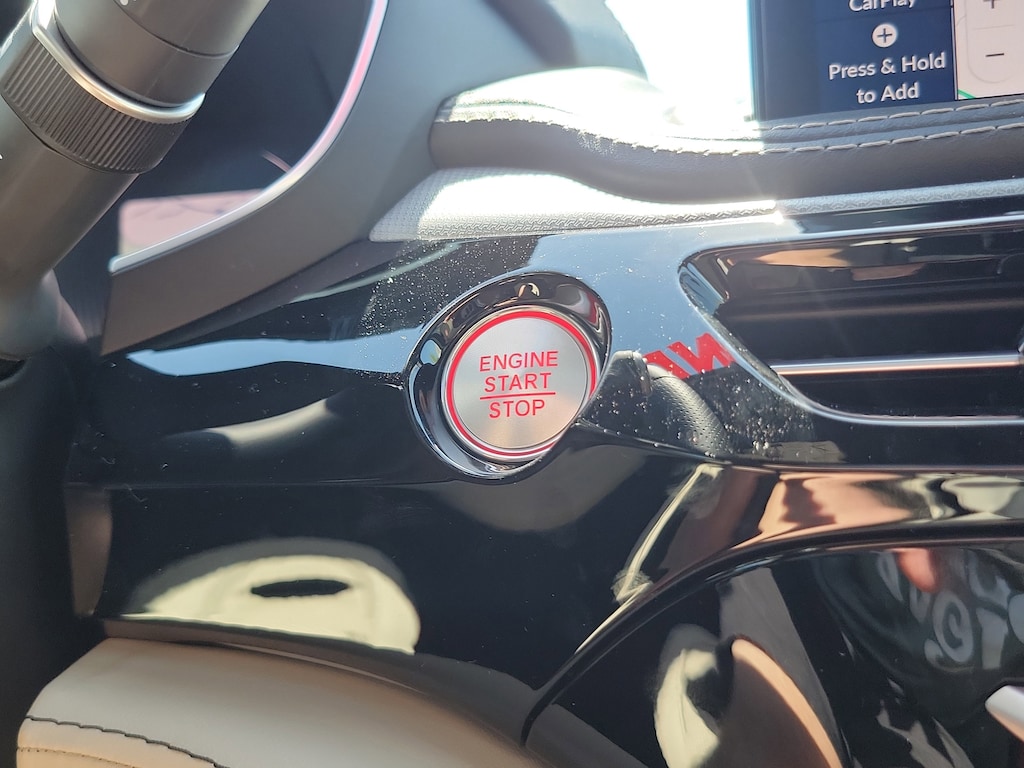 CarPlay
Press & Hold
to Add
ENGINE
START
STOP